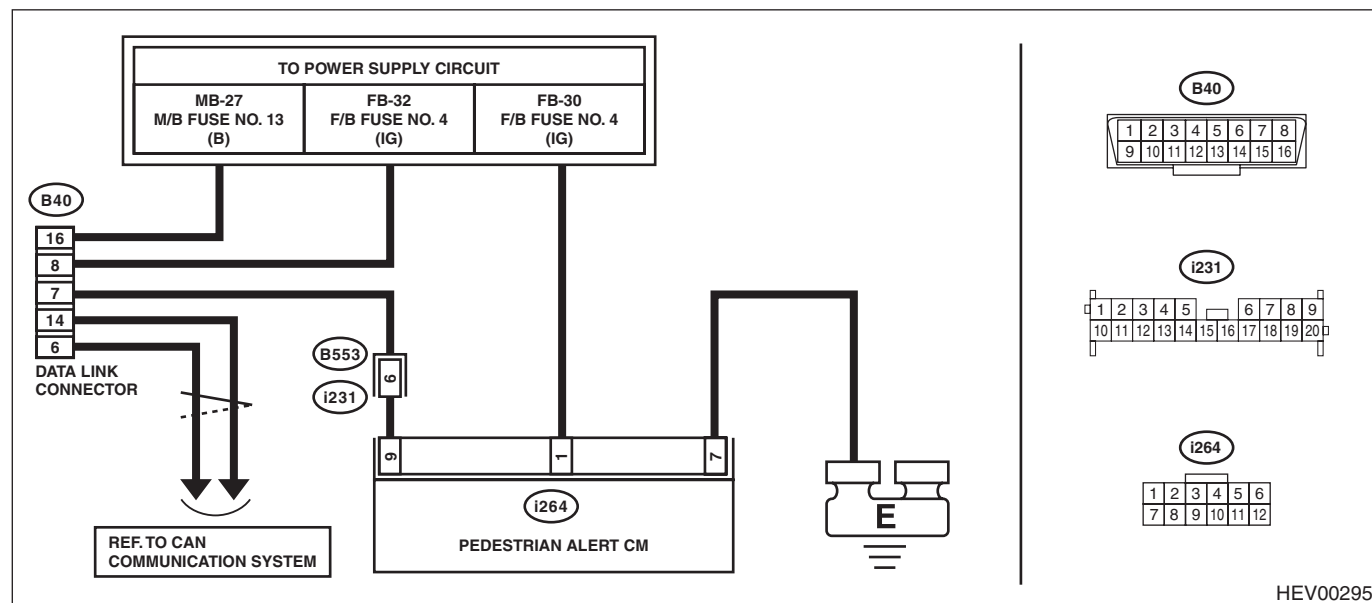 TO POWER SUPPLY CIRCUIT
MB-27
M/B FUSE NO. 13
(B)
FB-32
F/B FUSE NO. 4
(IG)
FB-30
F/B FUSE NO. 4
(IG)
B40
16
8
7
14
6
DATA LINK
CONNECTOR
B553
6
i231
9
1
7
i264
PEDESTRIAN ALERT CM
REF. TO CAN
COMMUNICATION SYSTEM
E
B40
1 2 3 4 5 6 7 8
9 10 11 12 13 14 15 16
i231
1 2 3 4 5 6 7 8 9
10 11 12 13 14 15 16 17 18 19 20
i264
1 2 3 4 5 6
7 8 9 10 11 12
HEV00295